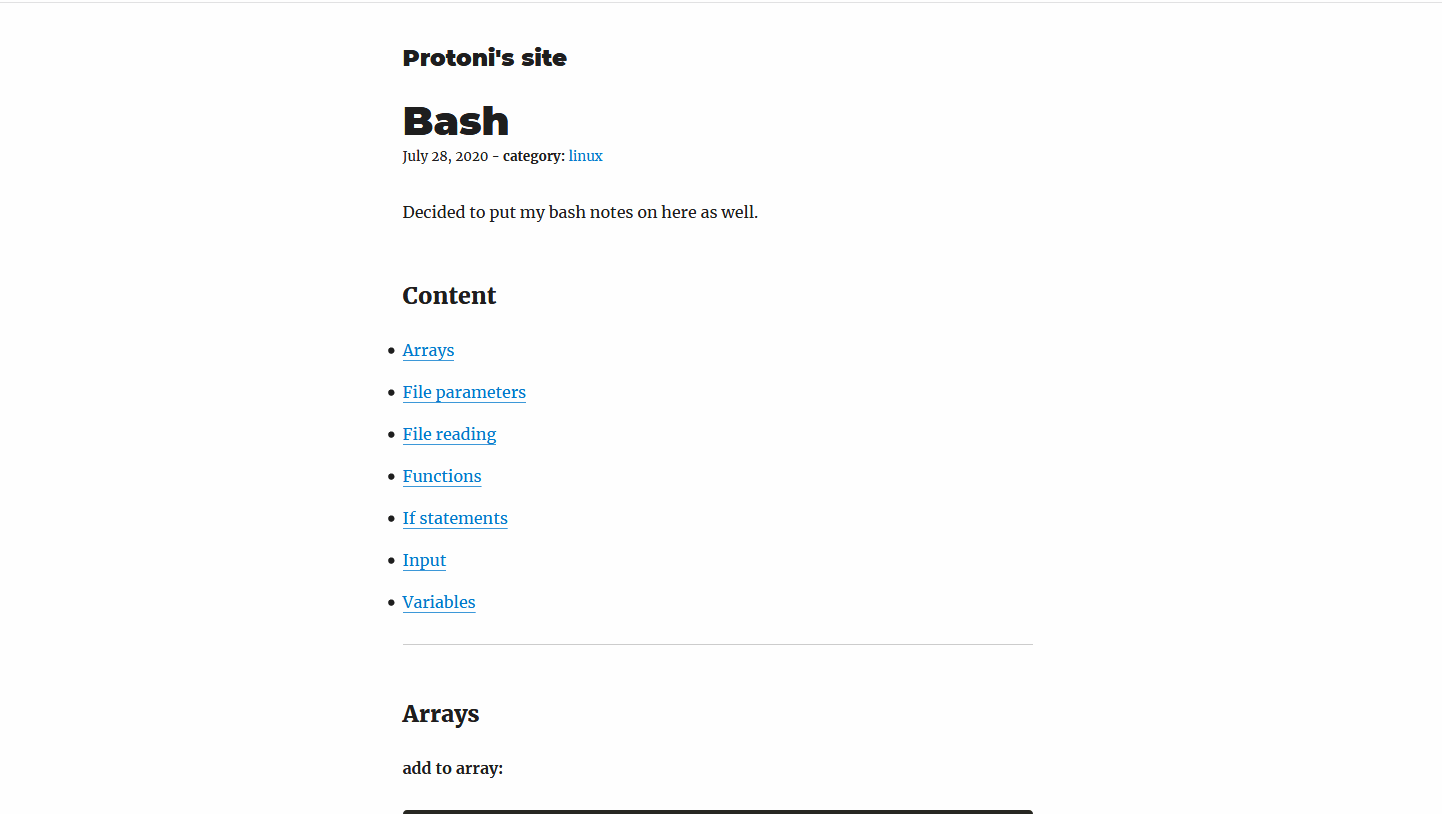 Protoni's site
Bash
July 28, 2020 - category: linux
Decided to put my bash notes on here as well.
Content
Arrays
File parameters
File reading
Functions
If statements
Input
Variables
Arrays
add to array: